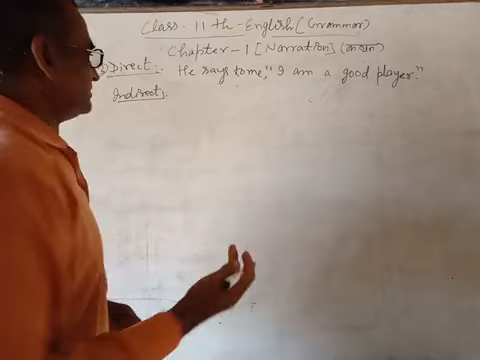 Class-11th-English (Grammar)
Chapter-1 [Narration] (कथन)
Direct:- He says to me, "I am a good player."
Indirect:-